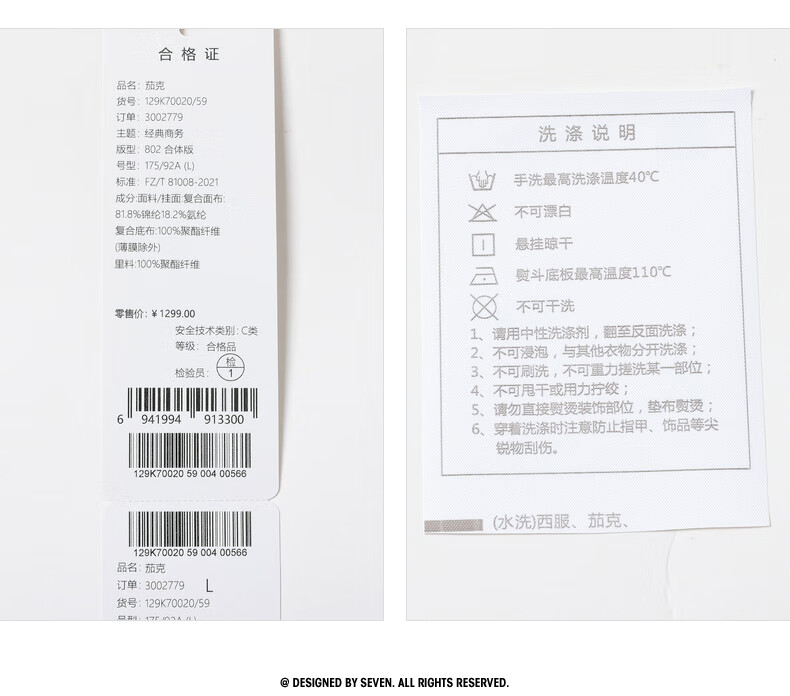 合格证
品名：茄克
货号：129K70020/59
订单：3002779
主题：经典商务
版型：802 合体版
号型：175/92A (L)
标准：FZ/T 81008-2021
成分:面料/挂面:复合面布:
81.8%锦纶18.2%氨纶
复合底布:100%聚酯纤维
(薄膜除外)
里料:100%聚酯纤维
零售价：¥1299.00
安全技术类别：C类
等级：合格品
检验员：检1
6 941994 913300
129K70020 59 004 00566
129K70020 59 004 00566
品名：茄克
订单：3002779 L
货号：129K70020/59
号型：175/92A (L)
洗涤说明
手洗最高洗涤温度40℃
不可漂白
悬挂晾干
熨斗底板最高温度110℃
不可干洗
1、请用中性洗涤剂，翻至反面洗涤；
2、不可浸泡，与其他衣物分开洗涤；
3、不可刷洗，不可重力搓洗某一部位；
4、不可甩干或用力拧绞；
5、请勿直接熨烫装饰部位，垫布熨烫；
6、穿着洗涤时注意防止指甲、饰品等尖
锐物刮伤。
(水洗)西服、茄克、
@ DESIGNED BY SEVEN. ALL RIGHTS RESERVED.